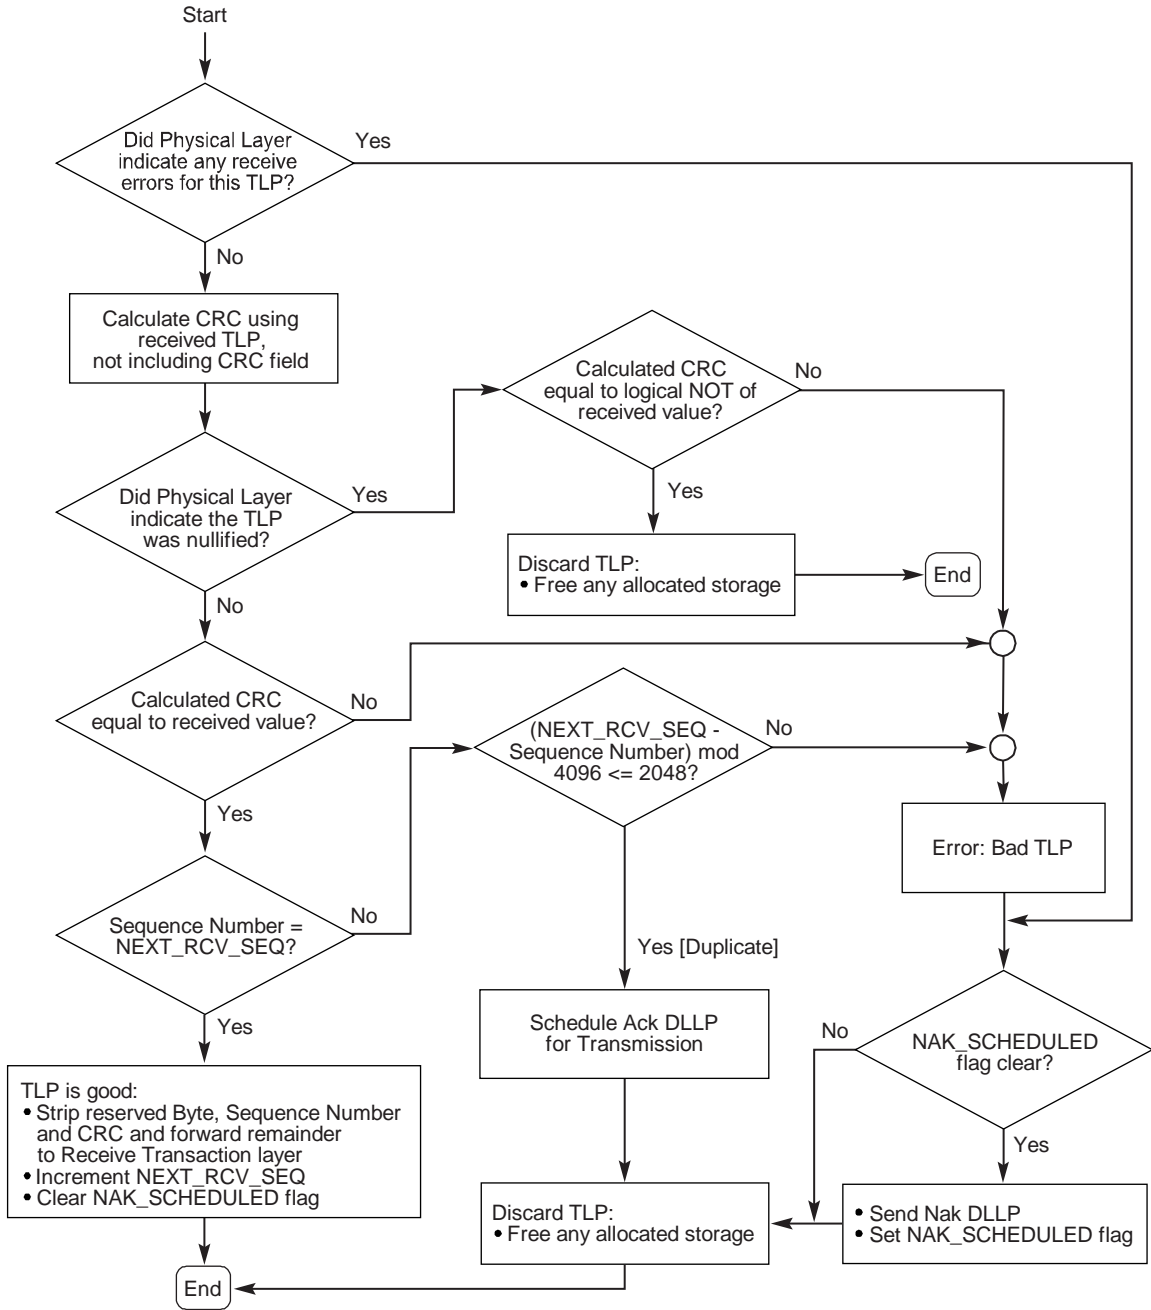 Start
Did Physical Layer
indicate any receive
errors for this TLP?
Yes
No
Calculate CRC using
received TLP,
not including CRC field
Calculated CRC
equal to logical NOT of
received value?
No
Yes
Did Physical Layer
indicate the TLP
was nullified?
Yes
No
Discard TLP:
• Free any allocated storage
End
Calculated CRC
equal to received value?
No
Yes
(NEXT_RCV_SEQ -
Sequence Number) mod
4096 <= 2048?
No
Yes [Duplicate]
Error: Bad TLP
Sequence Number =
NEXT_RCV_SEQ?
No
Yes
Schedule Ack DLLP
for Transmission
NAK_SCHEDULED
flag clear?
No
Yes
TLP is good:
• Strip reserved Byte, Sequence Number
and CRC and forward remainder
to Receive Transaction layer
• Increment NEXT_RCV_SEQ
• Clear NAK_SCHEDULED flag
Discard TLP:
• Free any allocated storage
• Send Nak DLLP
• Set NAK_SCHEDULED flag
End